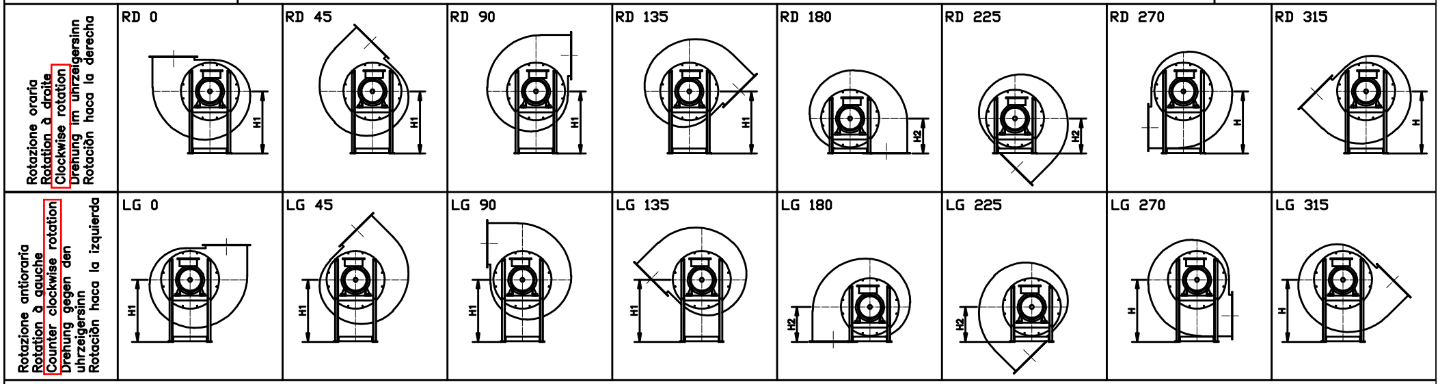 Rotazione oraria
Rotation à droite
Clockwise rotation
Drehung im uhrzeigersinn
Rotaciòn haca la derecha
RD 0
RD 45
RD 90
RD 135
RD 180
RD 225
RD 270
RD 315
H1
H1
H1
H1
H2
H2
H
H
Rotazione antioraria
Rotation à gauche
Counter clockwise rotation
Drehung gegen den
uhrzeigersinn
Rotaciòn haca la izquierda
LG 0
LG 45
LG 90
LG 135
LG 180
LG 225
LG 270
LG 315
H1
H1
H1
H1
H2
H2
H
H